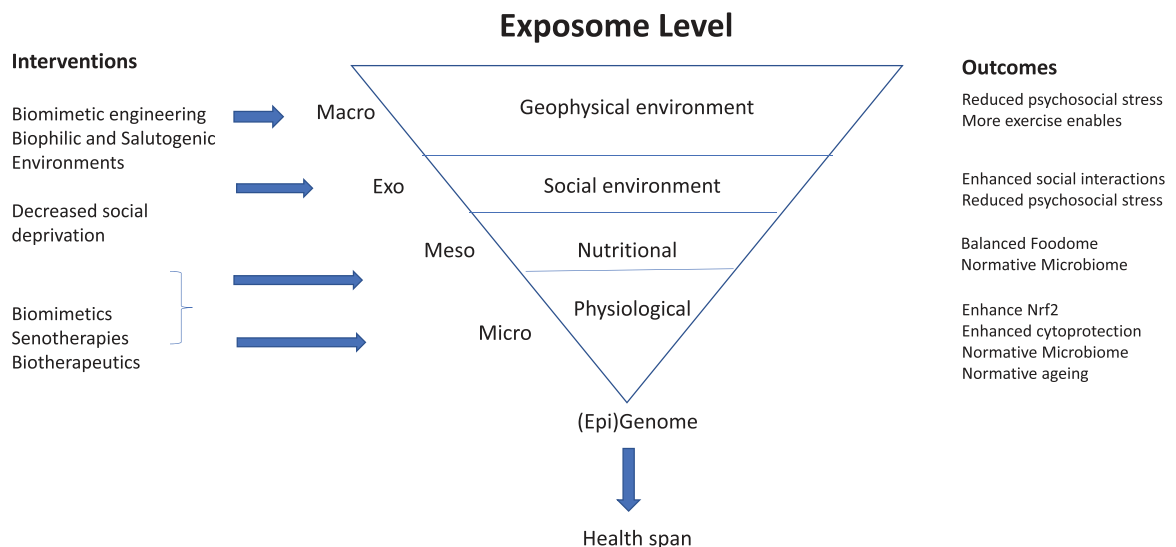 Exposome Level
Interventions
Biomimetic engineering
Biophilic and Salutogenic
Environments
Decreased social
deprivation
Biomimetics
Senotherapies
Biotherapeutics
Macro
Exo
Meso
Micro
Geophysical environment
Social environment
Nutritional
Physiological
(Epi)Genome
Health span
Outcomes
Reduced psychosocial stress
More exercise enables
Enhanced social interactions
Reduced psychosocial stress
Balanced Foodome
Normative Microbiome
Enhance Nrf2
Enhanced cytoprotection
Normative Microbiome
Normative ageing